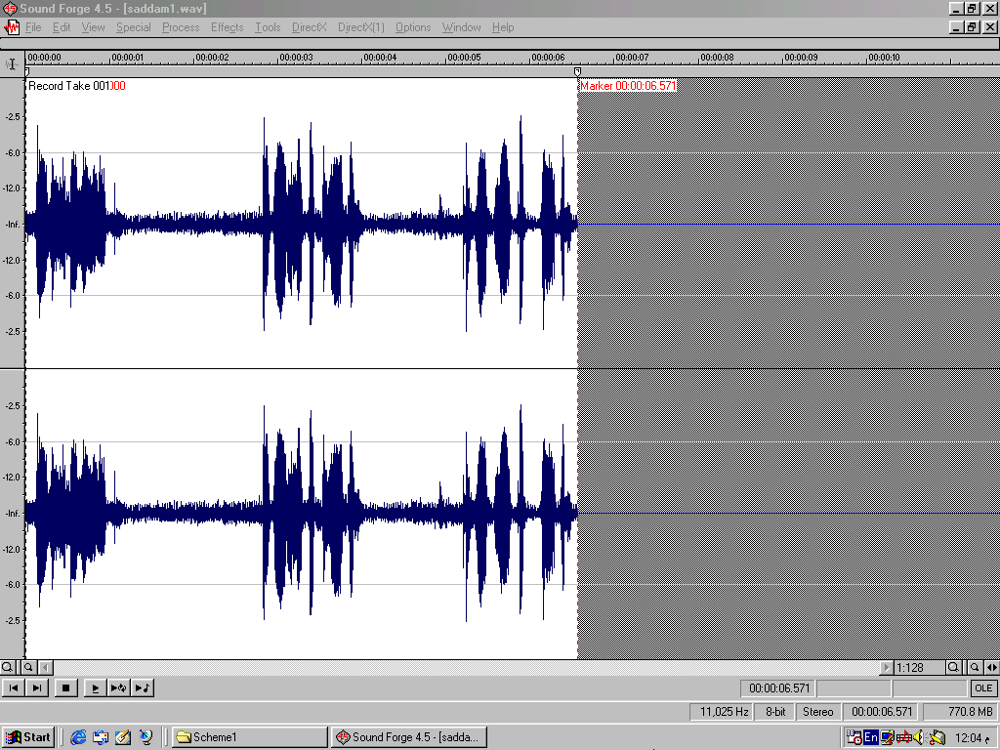 Sound Forge 4.5 - [saddam1.wav]
File Edit View Special Process Effects Tools DirectX DirectX(1) Options Window Help
00:00:00 00:00:01 00:00:02 00:00:03 00:00:04 00:00:05 00:00:06 00:00:07 00:00:08 00:00:09 00:00:10
Record Take 001 Marker 00:00:06.571
-2.5
-6.0
-12.0
-Inf.
-12.0
-6.0
-2.5
-2.5
-6.0
-12.0
-Inf.
-12.0
-6.0
-2.5
1:128
00:00:06.571 OLE
11,025 Hz 8-bit Stereo 00:00:06.571 770.8 MB
Start Scheme1 Sound Forge 4.5 - [sadda... En 12:04 م